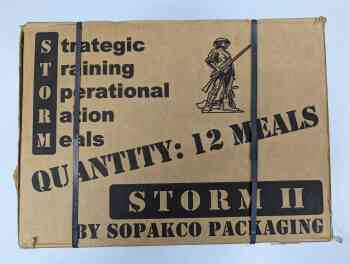 Strategic
Training
Operational
Ration
Meals
QUANTITY: 12 MEALS
STORM II
BY SOPAKCO PACKAGING